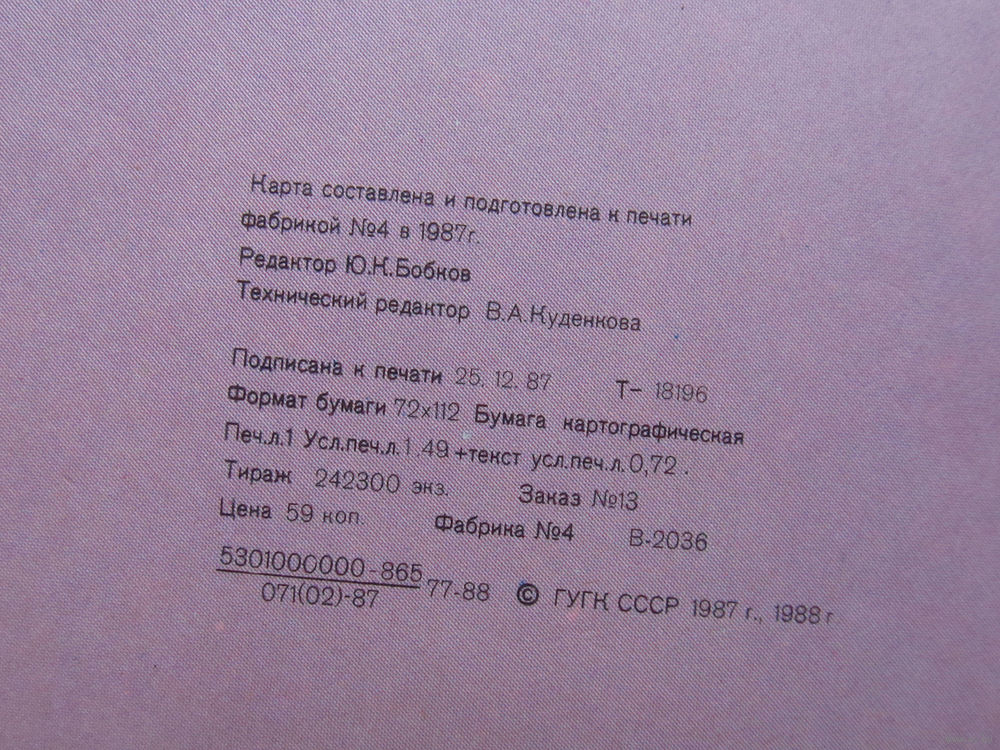 Карта составлена и подготовлена к печати
фабрикой №4 в 1987г.
Редактор Ю.К.Бобков
Технический редактор В.А.Куденкова
Подписана к печати 25. 12. 87 Т- 18196
Формат бумаги 72х112 Бумага картографическая
Печ.л.1 Усл.печ.л.1.49+текст усл.печ.л.0,72.
Тираж 242300 экз. Заказ №13
Цена 59 коп. Фабрика №4 В-2036
5301000000-865
071(02)-87
77-88 © ГУГК СССР 1987 г., 1988 г